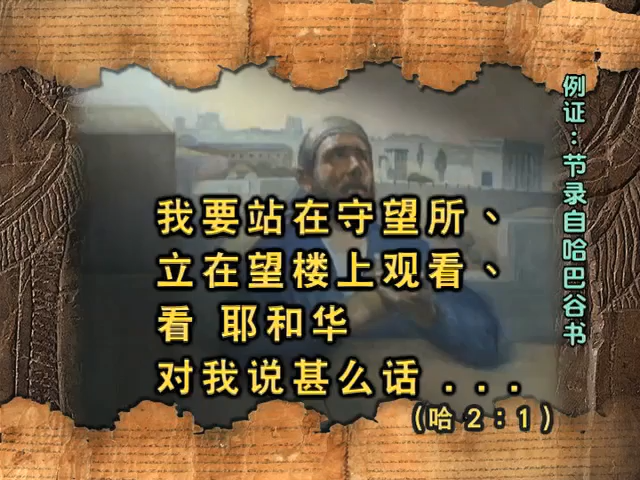 例证：节录自哈巴谷书
我要站在守望所、
立在望楼上观看、
看 耶和华
对我说甚么话 ...
（哈 2：1）